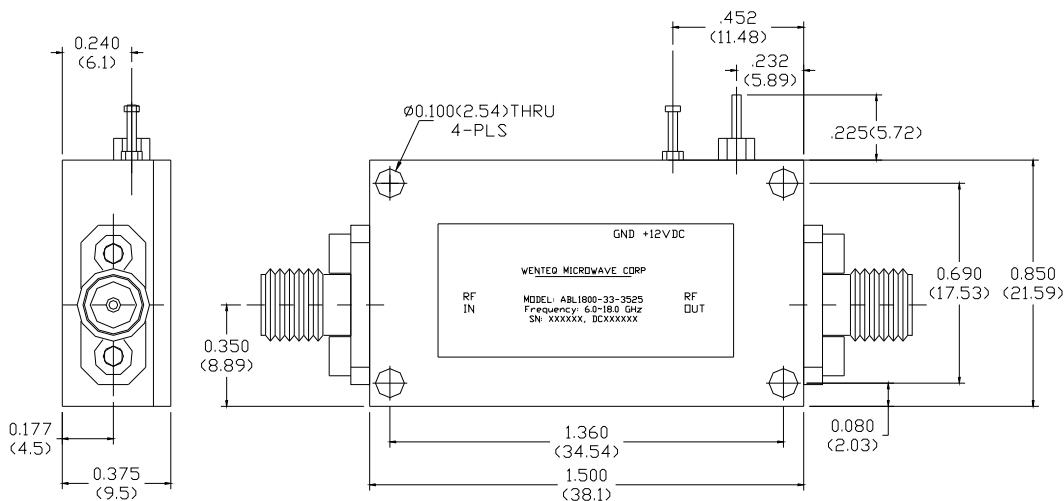 0.240
(6.1)
.452
(11.48)
.232
(5.89)
Ø0.100(2.54)THRU
4-PLS
.225(5.72)
GND +12VDC
WENTEQ MICROWAVE CORP
RF
IN
MODEL: ABL1800-33-3525
Frequency: 6.0~18.0 GHz
SN: XXXXXX, DCXXXXXX
RF
OUT
0.690
(17.53)
0.850
(21.59)
0.350
(8.89)
0.177
(4.5)
0.375
(9.5)
1.360
(34.54)
1.500
(38.1)
0.080
(2.03)